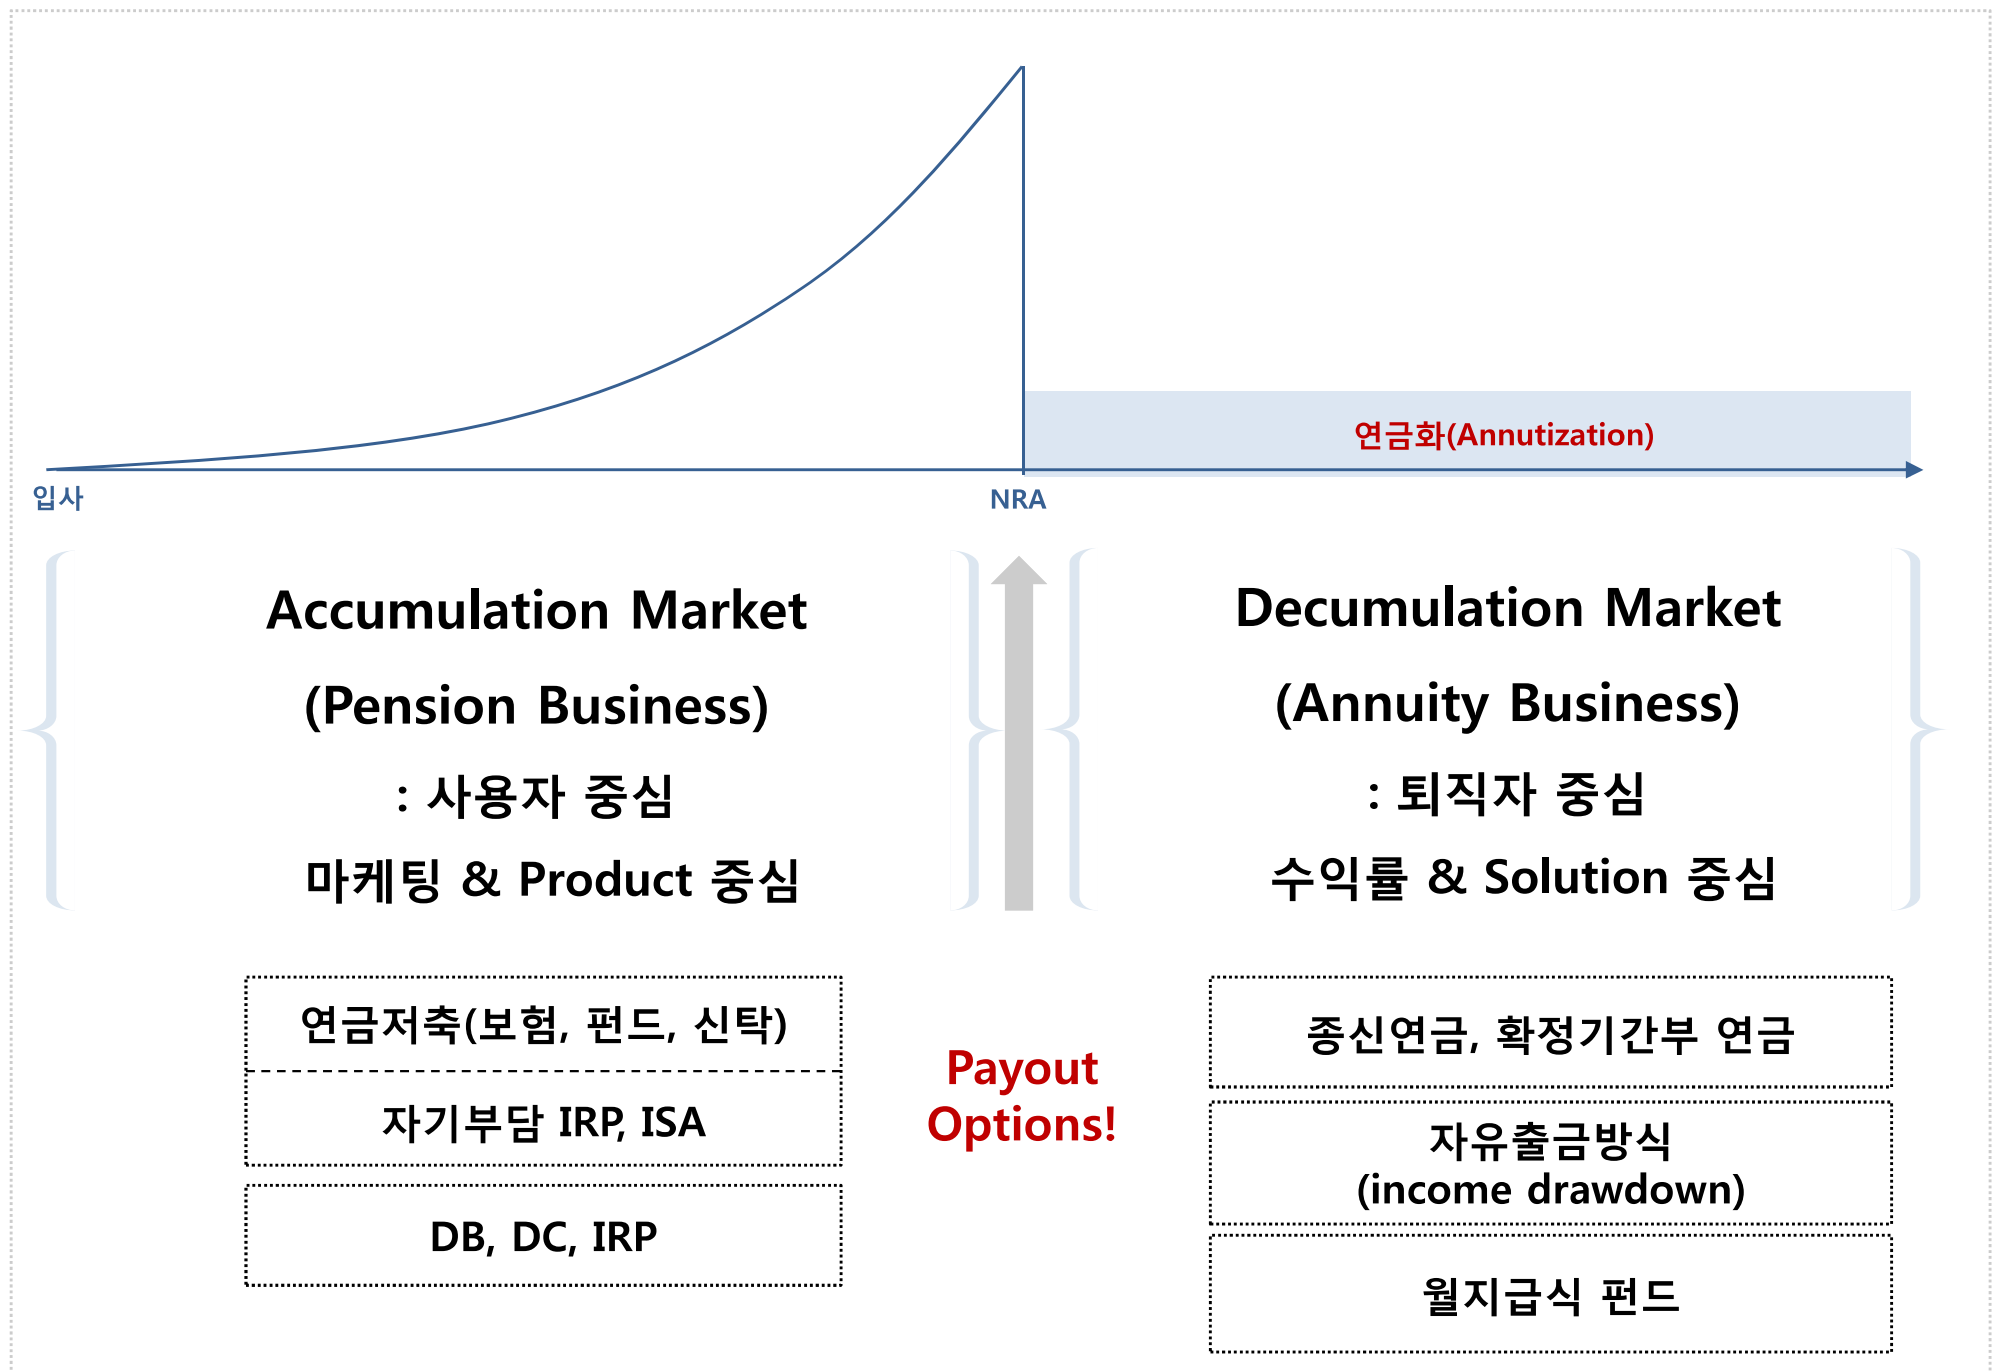 연금화(Annutization)
입사
NRA
Accumulation Market
(Pension Business)
: 사용자 중심
마케팅 & Product 중심
Decumulation Market
(Annuity Business)
: 퇴직자 중심
수익률 & Solution 중심
연금저축(보험, 펀드, 신탁)
자기부담 IRP, ISA
DB, DC, IRP
Payout
Options!
종신연금, 확정기간부 연금
자유출금방식
(income drawdown)
월지급식 펀드